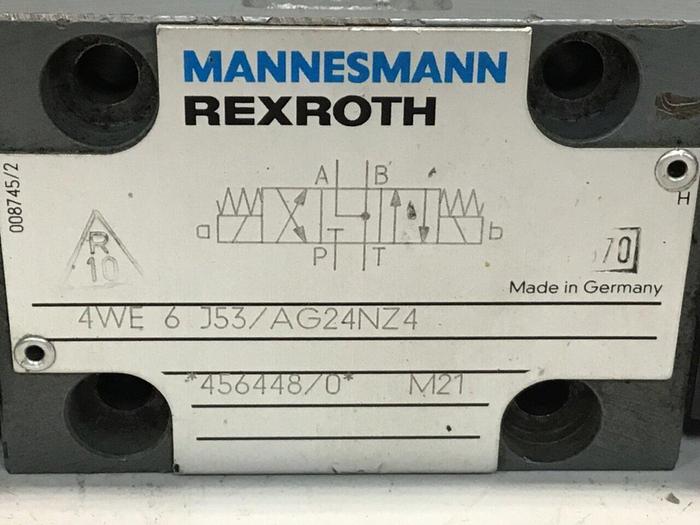 MANNESMANN
REXROTH
008745/2
A B
a b
P T T
H
R
10
70
Made in Germany
4WE 6 J53/AG24NZ4
*456448/0* M21